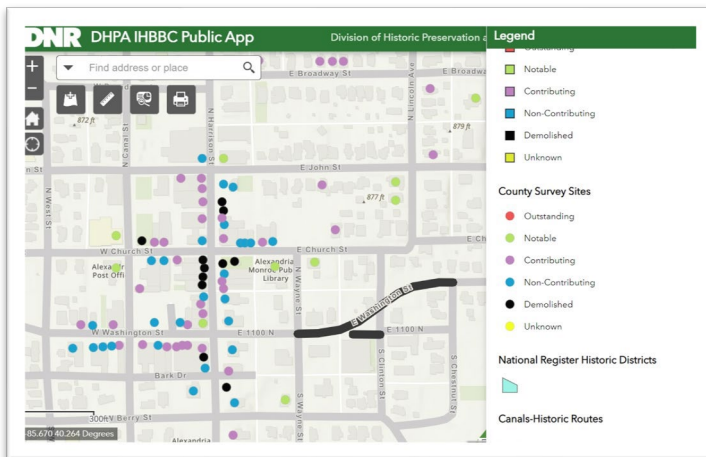 DNR DHPA IHBBC Public App
Division of Historic Preservation a
Legend
Find address or place
Outstanding
Notable
Contributing
Non-Contributing
Demolished
Unknown
County Survey Sites
Outstanding
Notable
Contributing
Non-Contributing
Demolished
Unknown
National Register Historic Districts
Canals-Historic Routes
E Broadway St
E Broadwa
N Lincoln Ave
872 ft
879 ft
N Canal St
N Harrison St
n St
E John St
N West St
877 ft
W Church St
E Church St
E Ch
Post Offi
Alexandria
Monroe Pub
Library
N Wayne St
E Washington St
W Washington St
E 1100 N
E 1100 N
Bark Dr
S Wayne St
S Clinton St
S Chestnut St
300ft
Berry St
-85.670 40.264 Degrees
Alexandria